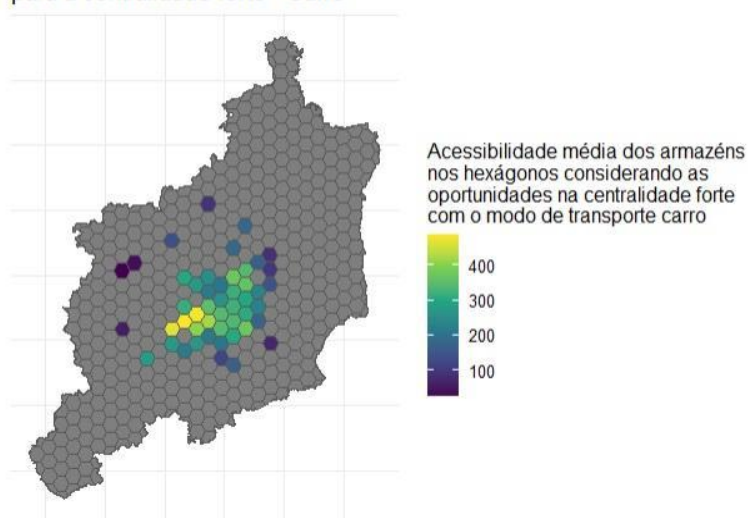 Acessibilidade média dos armazéns
nos hexágonos considerando as
oportunidades na centralidade forte
com o modo de transporte carro
400
300
200
100